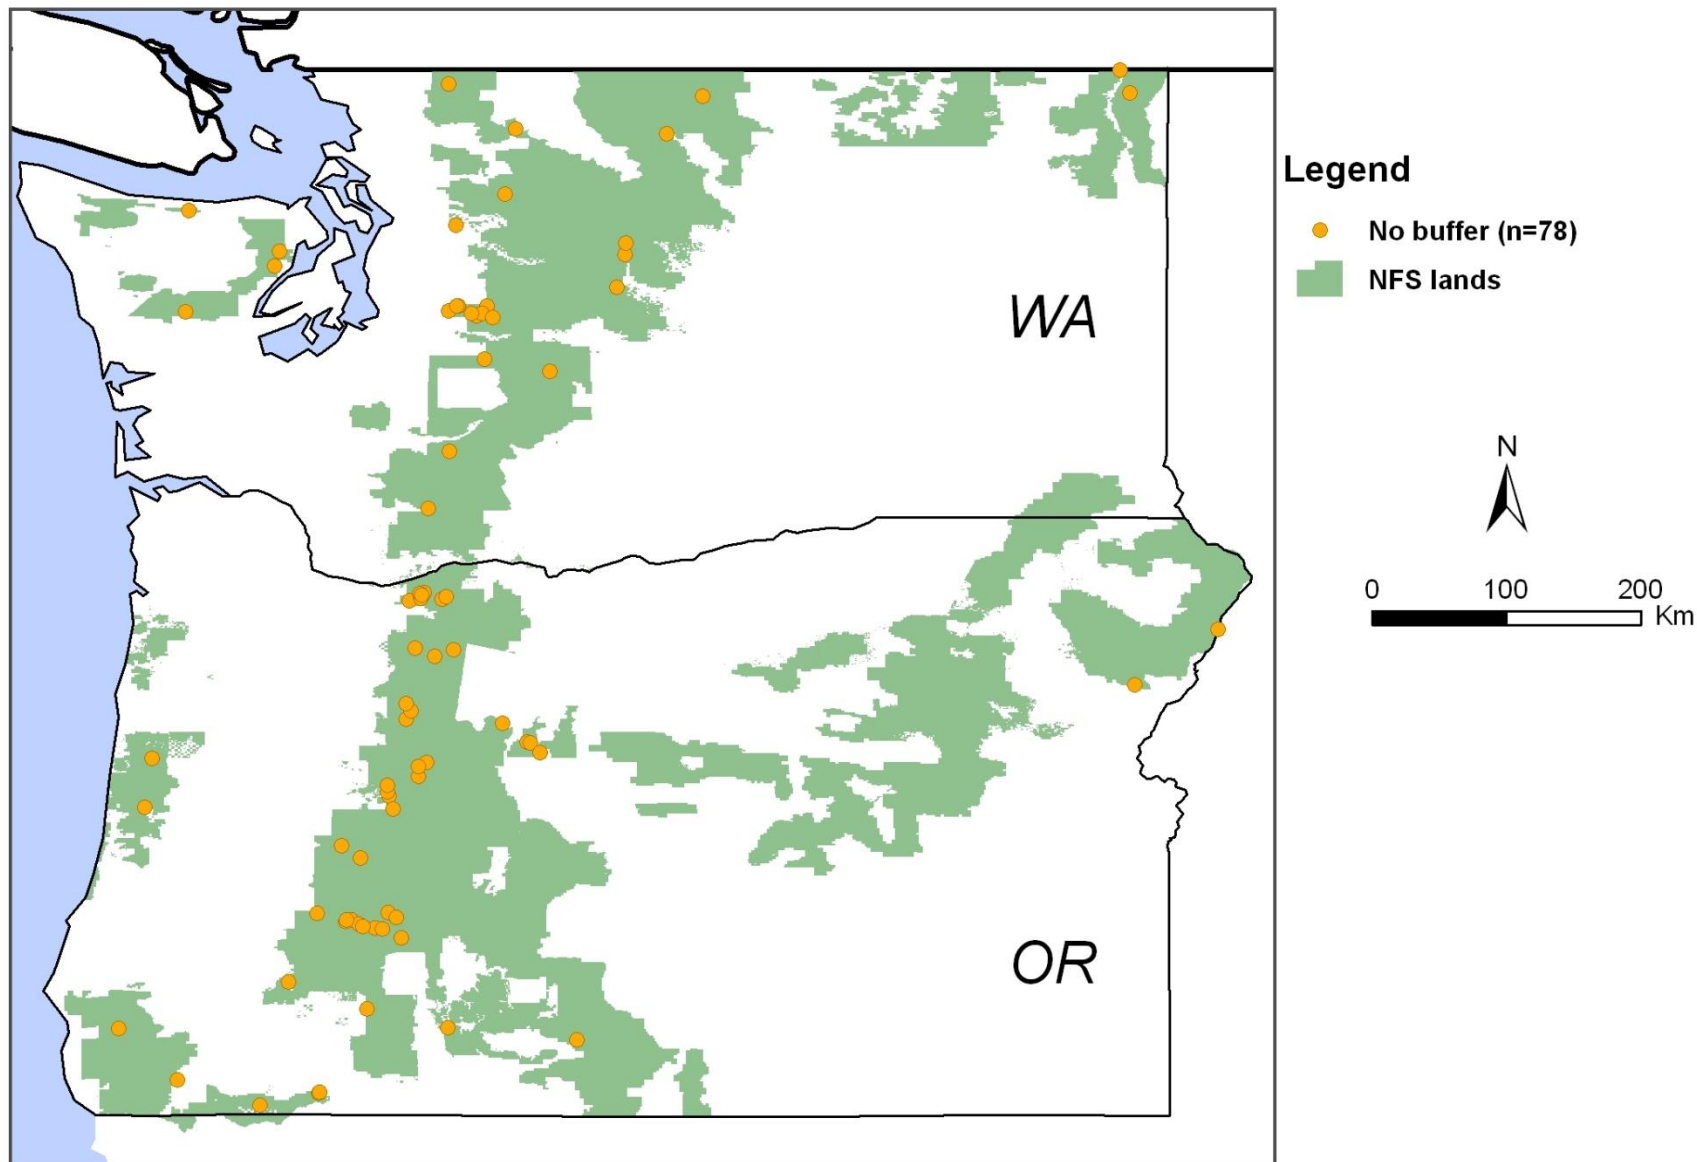 Legend
No buffer (n=78)
NFS lands
WA
N
0 100 200
Km
OR